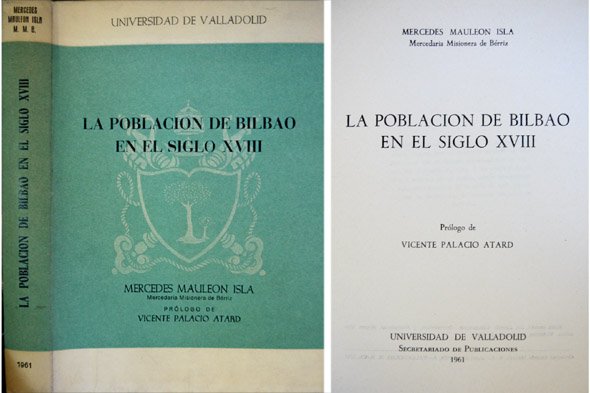 MERCEDES
MAULEON ISLA
M. M. B.
LA POBLACION DE BILBAO EN EL SIGLO XVIII
1961
UNIVERSIDAD DE VALLADOLID
LA POBLACION DE BILBAO
EN EL SIGLO XVIII
MERCEDES MAULEON ISLA
Mercedaria Misionera de Bérriz
PRÓLOGO DE
VICENTE PALACIO ATARD
MERCEDES MAULEON ISLA
Mercedaria Misionera de Bérriz
LA POBLACION DE BILBAO
EN EL SIGLO XVIII
Prólogo de
VICENTE PALACIO ATARD
UNIVERSIDAD DE VALLADOLID
SECRETARIADO DE PUBLICACIONES
1961